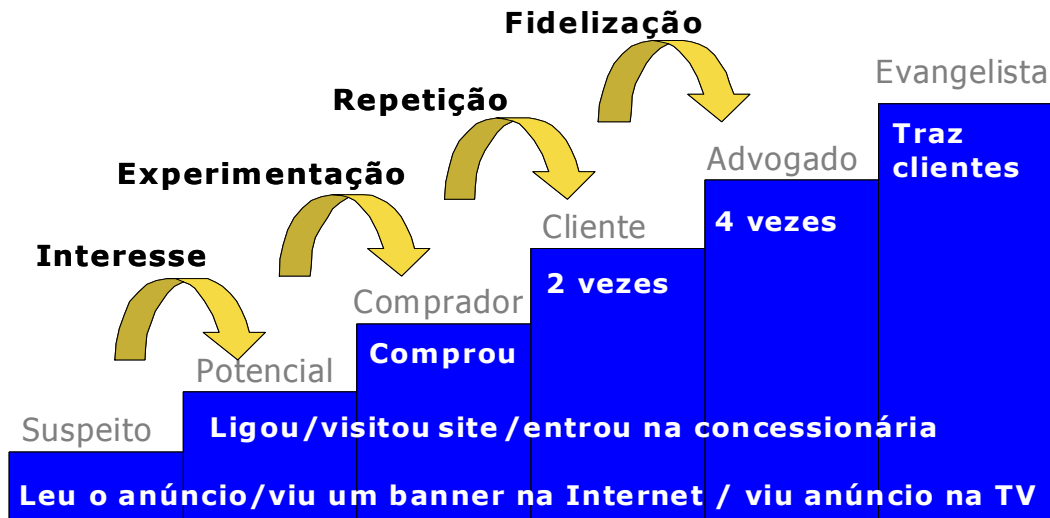 Fidelização
Evangelista
Repetição
Traz
clientes
Advogado
Experimentação
4 vezes
Cliente
Interesse
2 vezes
Comprador
Comprou
Potencial
Suspeito
Ligou/visitou site/entrou na concessionária
Leu o anúncio/viu um banner na Internet / viu anúncio na TV